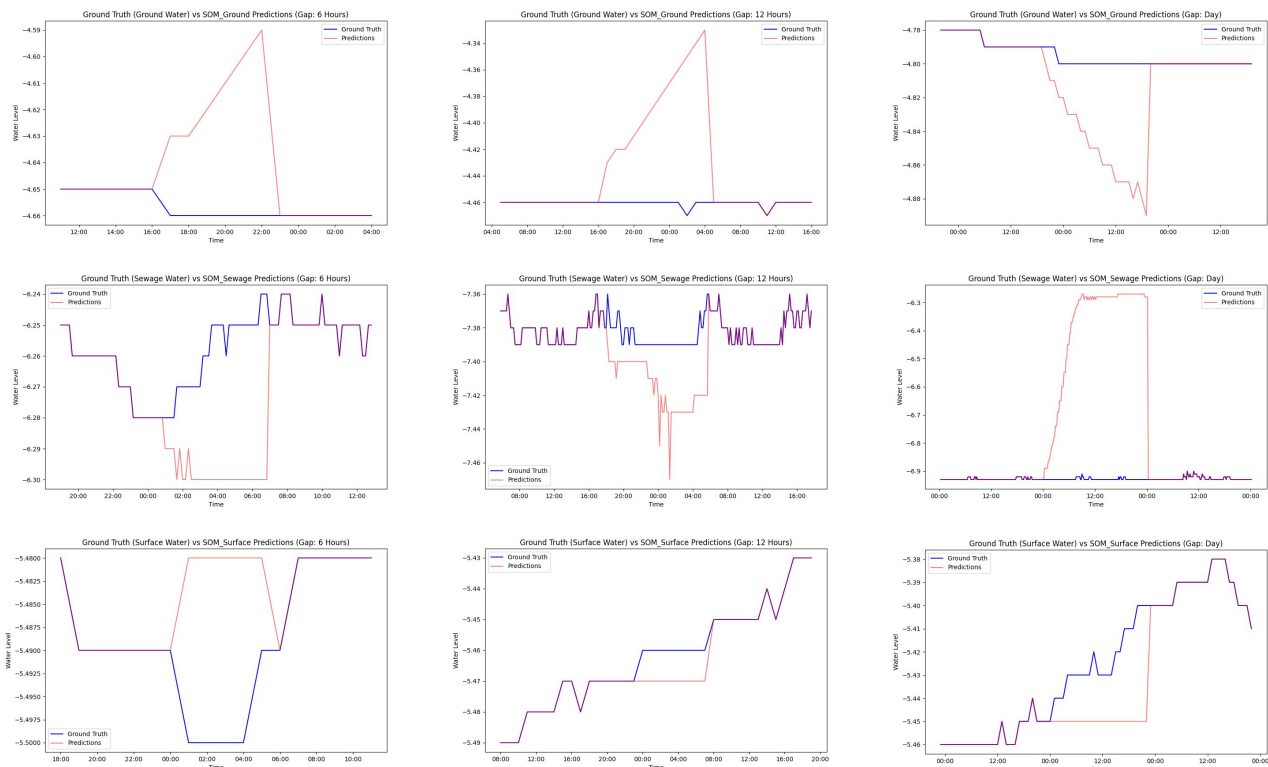 Ground Truth (Ground Water) vs SOM_Ground Predictions (Gap: 6 Hours)
Ground Truth
Predictions
Water Level
−4.59
−4.60
−4.61
−4.62
−4.63
−4.64
−4.65
−4.66
12:00 14:00 16:00 18:00 20:00 22:00 00:00 02:00 04:00
Time
Ground Truth (Ground Water) vs SOM_Ground Predictions (Gap: 12 Hours)
Ground Truth
Predictions
Water Level
−4.34
−4.36
−4.38
−4.40
−4.42
−4.44
−4.46
04:00 08:00 12:00 16:00 20:00 00:00 04:00 08:00 12:00 16:00
Time
Ground Truth (Ground Water) vs SOM_Ground Predictions (Gap: Day)
Ground Truth
Predictions
Water Level
−4.78
−4.80
−4.82
−4.84
−4.86
−4.88
00:00 12:00 00:00 12:00 00:00 12:00
Time
Ground Truth (Sewage Water) vs SOM_Sewage Predictions (Gap: 6 Hours)
Ground Truth
Predictions
Water Level
−6.24
−6.25
−6.26
−6.27
−6.28
−6.29
−6.30
20:00 22:00 00:00 02:00 04:00 06:00 08:00 10:00 12:00
Time
Ground Truth (Sewage Water) vs SOM_Sewage Predictions (Gap: 12 Hours)
Water Level
−7.36
−7.38
−7.40
−7.42
−7.44
−7.46
Ground Truth
Predictions
08:00 12:00 16:00 20:00 00:00 04:00 08:00 12:00 16:00
Time
Ground Truth (Sewage Water) vs SOM_Sewage Predictions (Gap: Day)
Ground Truth
Predictions
Water Level
−6.3
−6.4
−6.5
−6.6
−6.7
−6.8
−6.9
00:00 12:00 00:00 12:00 00:00 12:00 00:00
Time
Ground Truth (Surface Water) vs SOM_Surface Predictions (Gap: 6 Hours)
Water Level
−5.4800
−5.4825
−5.4850
−5.4875
−5.4900
−5.4925
−5.4950
−5.4975
−5.5000
Ground Truth
Predictions
18:00 20:00 22:00 00:00 02:00 04:00 06:00 08:00 10:00
Time
Ground Truth (Surface Water) vs SOM_Surface Predictions (Gap: 12 Hours)
Ground Truth
Predictions
Water Level
−5.43
−5.44
−5.45
−5.46
−5.47
−5.48
−5.49
08:00 12:00 16:00 20:00 00:00 04:00 08:00 12:00 16:00 20:00
Time
Ground Truth (Surface Water) vs SOM_Surface Predictions (Gap: Day)
Ground Truth
Predictions
Water Level
−5.38
−5.39
−5.40
−5.41
−5.42
−5.43
−5.44
−5.45
−5.46
00:00 12:00 00:00 12:00 00:00 12:00 00:00
Time